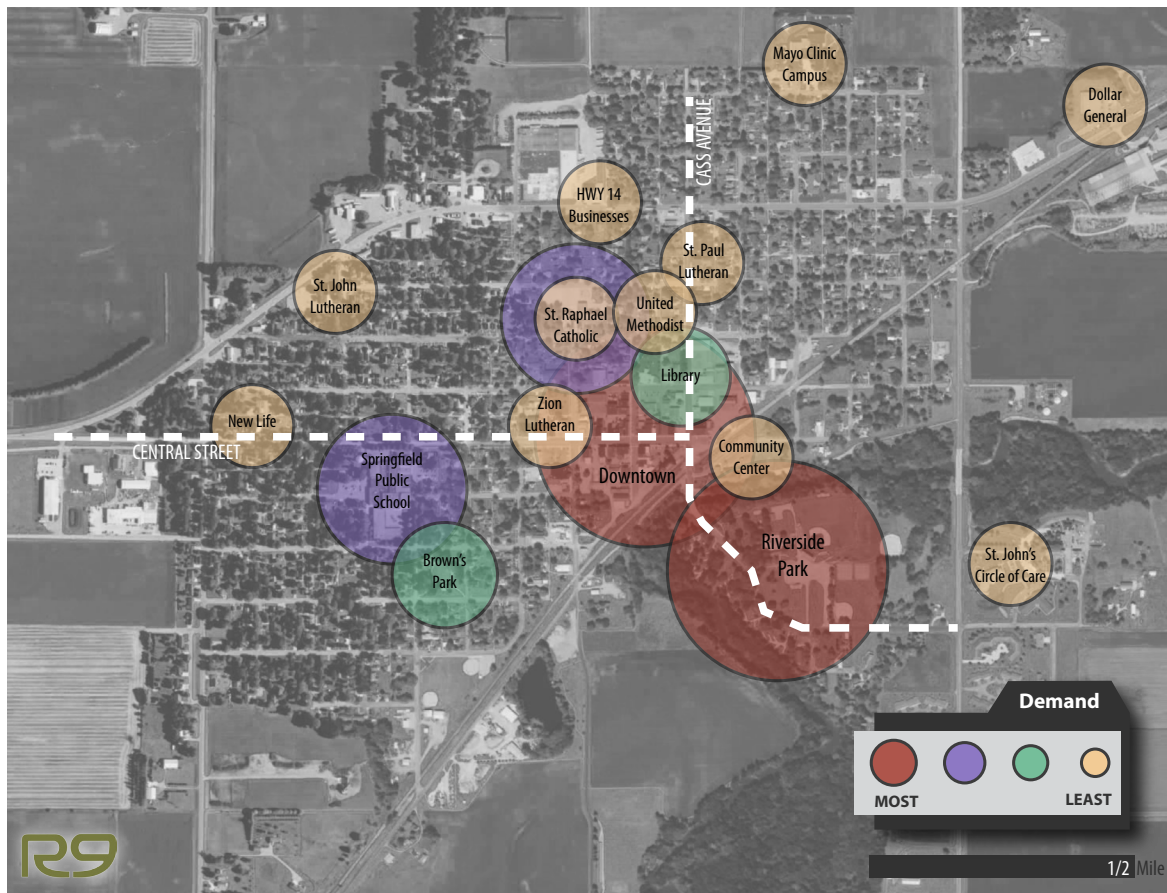 Mayo Clinic
Campus
Dollar
General
CASS AVENUE
HWY 14
Businesses
St. Paul
Lutheran
St. John
Lutheran
United
Methodist
St. Raphael
Catholic
Library
Zion
Lutheran
New Life
CENTRAL STREET
Community
Center
Springfield
Public
School
Downtown
Riverside
Park
Brown's
Park
St. John's
Circle of Care
Demand
MOST
LEAST
R9
1/2 Mile